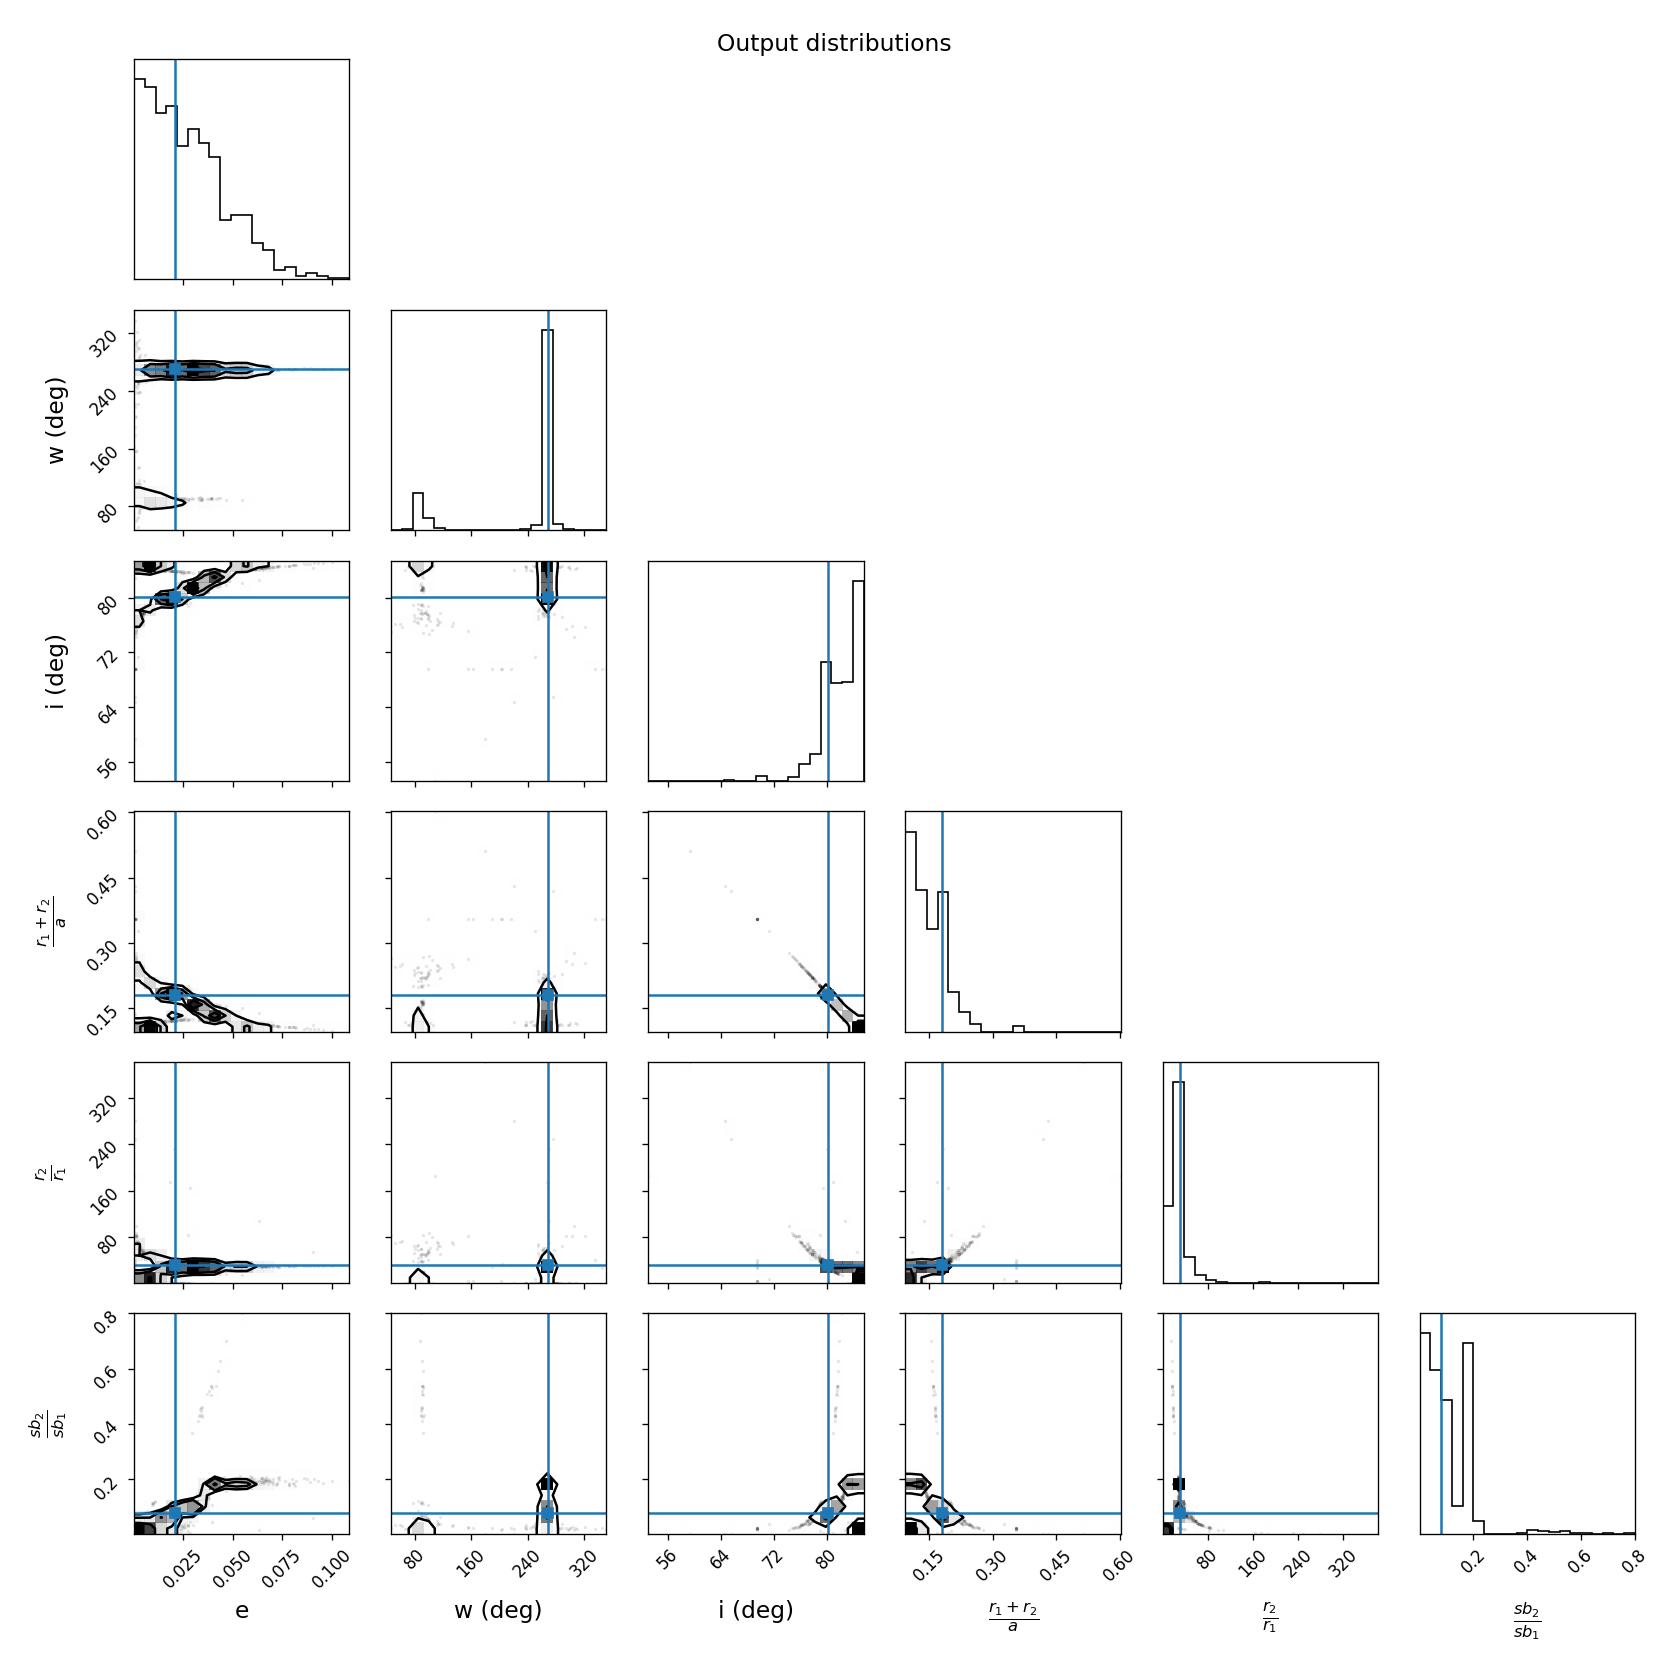 Output distributions
w (deg)
320
240
160
80
i (deg)
80
72
64
56
r₁ + r₂
a
0.60
0.45
0.30
0.15
r₂
r₁
320
240
160
80
sb₂
sb₁
0.8
0.6
0.4
0.2
0.025 0.050 0.075 0.100
80 160 240 320
56 64 72 80
0.15 0.30 0.45 0.60
80 160 240 320
0.2 0.4 0.6 0.8
e
w (deg)
i (deg)
r₁ + r₂
a
r₂
r₁
sb₂
sb₁